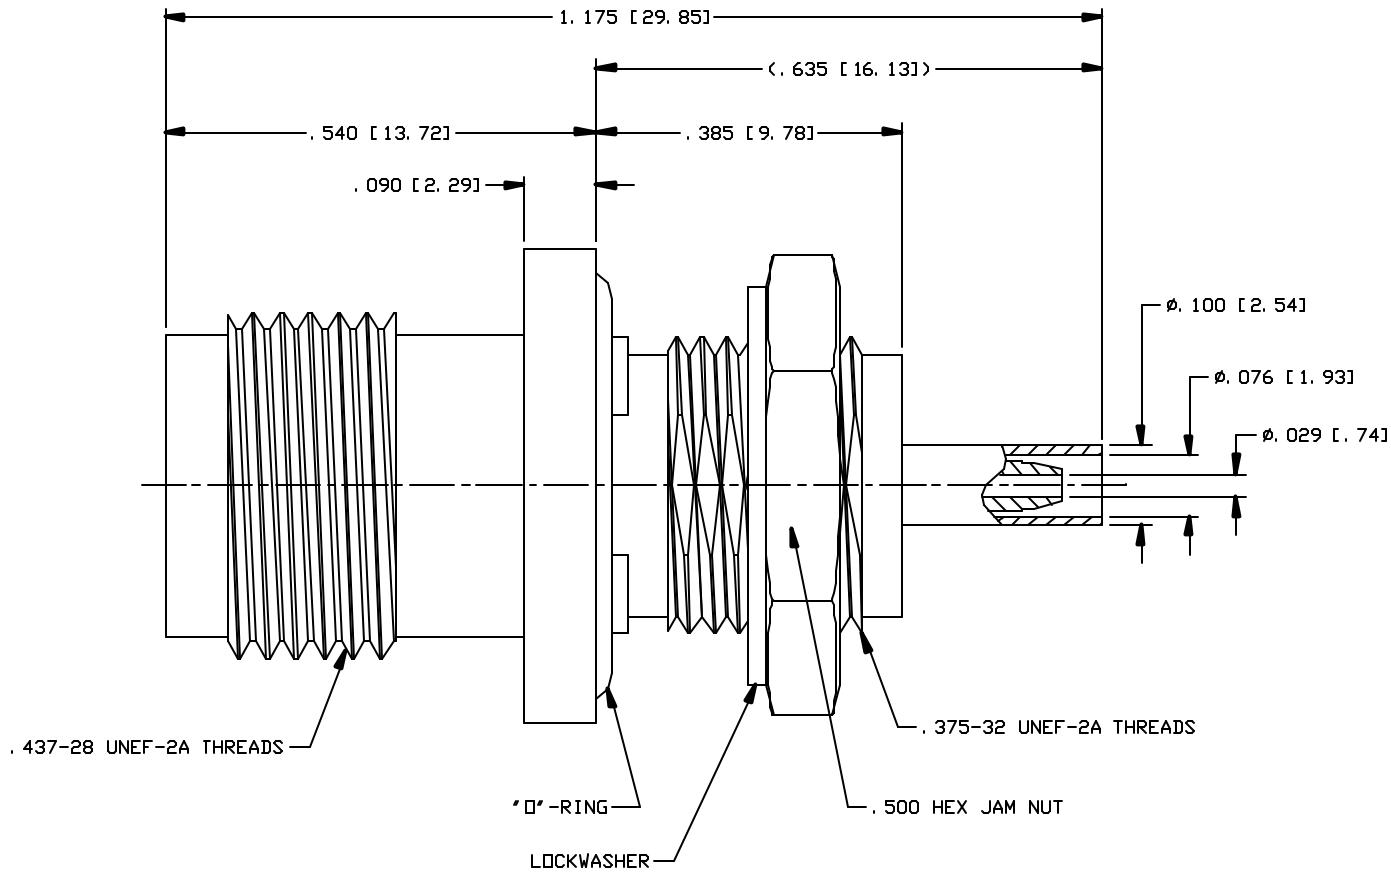 1.175 [29.85]
(.635 [16.13])
.540 [13.72]
.385 [9.78]
.090 [2.29]
ø.100 [2.54]
ø.076 [1.93]
ø.029 [.74]
.375-32 UNEF-2A THREADS
.437-28 UNEF-2A THREADS
"O"-RING
.500 HEX JAM NUT
LOCKWASHER